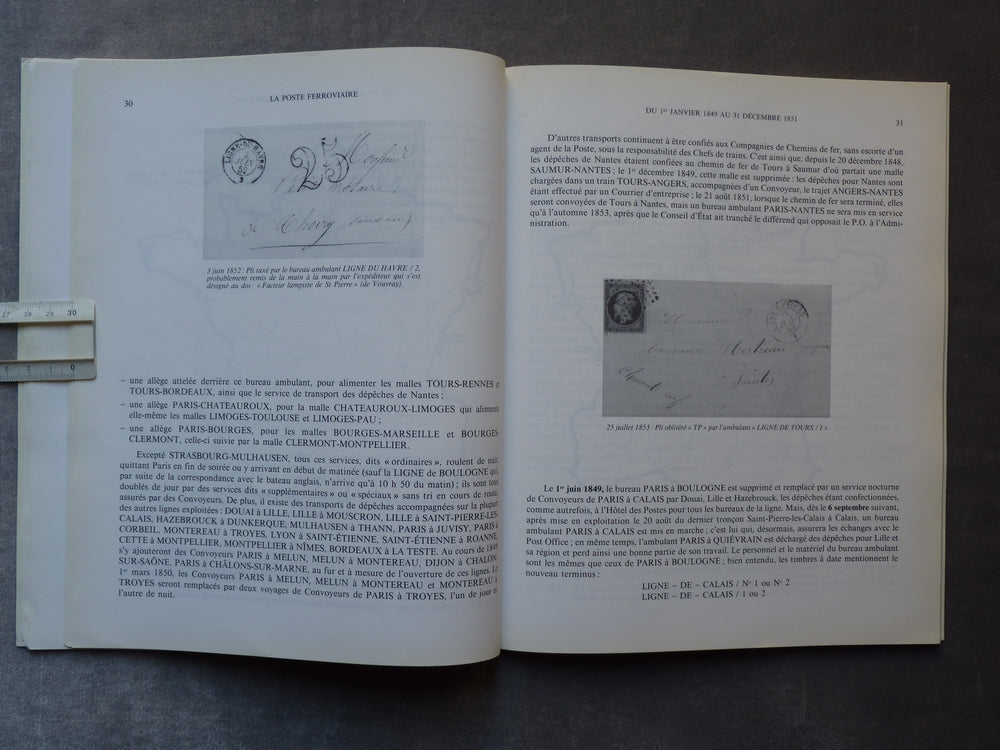 30
LA POSTE FERROVIAIRE
LIGNE-DU HAVRE
JUIN
52
2
25
Monsieur
Notaire
de Chevry
3 juin 1852 : Pli taxé par le bureau ambulant LIGNE DU HAVRE / 2,
probablement remis de la main à la main par l'expéditeur qui s'est
désigné au dos : « Facteur lampiste de St Pierre » (de Vouvray).
27 28 29 30
0
– une allège attelée derrière ce bureau ambulant, pour alimenter les malles TOURS-RENNES et
TOURS-BORDEAUX, ainsi que le service de transport des dépêches de Nantes ;
– une allège PARIS-CHATEAUROUX, pour la malle CHATEAUROUX-LIMOGES qui alimente
elle-même les malles LIMOGES-TOULOUSE et LIMOGES-PAU ;
– une allège PARIS-BOURGES, pour les malles BOURGES-MARSEILLE et BOURGES-
CLERMONT, celle-ci suivie par la malle CLERMONT-MONTPELLIER.
Excepté STRASBOURG-MULHAUSEN, tous ces services, dits « ordinaires », roulent de nuit,
quittant Paris en fin de soirée ou y arrivant en début de matinée (sauf la LIGNE de BOULOGNE qui,
par suite de la correspondance avec le bateau anglais, n'arrive qu'à 10 h 50 du matin) ; ils sont tous
doublés de jour par des services dits « supplémentaires » ou « spéciaux » sans tri en cours de route,
assurés par des Convoyeurs. De plus, il existe des transports de dépêches accompagnées sur la plupart
des autres lignes exploitées : DOUAI à LILLE, LILLE à MOUSCRON, LILLE à SAINT-PIERRE-LES-
CALAIS, HAZEBROUCK à DUNKERQUE, MULHAUSEN à THANN, PARIS à JUVISY, PARIS à
CORBEIL, MONTEREAU à TROYES, LYON à SAINT-ÉTIENNE, SAINT-ÉTIENNE à ROANNE
CETTE à MONTPELLIER, MONTPELLIER à NÎMES, BORDEAUX à LA TESTE. Au cours de 1849
s'y ajouteront des Convoyeurs PARIS à MELUN, MELUN à MONTEREAU, DIJON à CHALON-
SUR-SAÔNE, PARIS à CHÂLONS-SUR-MARNE, au fur et à mesure de l'ouverture de ces lignes. Le
1er mars 1850, les Convoyeurs PARIS à MELUN, MELUN à MONTEREAU et MONTEREAU à
TROYES seront remplacés par deux voyages de Convoyeurs de PARIS à TROYES, l'un de jour et
l'autre de nuit.
DU 1er JANVIER 1849 AU 31 DÉCEMBRE 1851
31
D'autres transports continuent à être confiés aux Compagnies de Chemins de fer, sans escorte d'un
agent de la Poste, sous la responsabilité des Chefs de trains. C'est ainsi que, depuis le 20 décembre 1848,
les dépêches de Nantes étaient confiées au chemin de fer de Tours à Saumur d'où partait une malle
SAUMUR-NANTES : le 1er décembre 1849, cette malle est supprimée : les dépêches pour Nantes sont
chargées dans un train TOURS-ANGERS, accompagnées d'un Convoyeur, le trajet ANGERS-NANTES
étant effectué par un Courrier d'entreprise ; le 21 août 1851, lorsque le chemin de fer sera terminé, elles
seront convoyées de Tours à Nantes, mais un bureau ambulant PARIS-NANTES ne sera mis en service
qu'à l'automne 1853, après que le Conseil d'État ait tranché le différend qui opposait le P.O. à l'Admi-
nistration.
25 juillet 1853 : Pli oblitéré « TP » par l'ambulant « LIGNE DE TOURS / 1 »
Le 1er juin 1849, le bureau PARIS à BOULOGNE est supprimé et remplacé par un service nocturne
de Convoyeurs de PARIS à CALAIS par Douai, Lille et Hazebrouck, les dépêches étant confectionnées,
comme autrefois, à l'Hôtel des Postes pour tous les bureaux de la ligne. Mais, dès le 6 septembre suivant,
après mise en exploitation le 20 août du dernier tronçon Saint-Pierre-les-Calais à Calais, un bureau
ambulant PARIS à CALAIS est mis en marche ; c'est lui qui, désormais, assurera les échanges avec le
Post Office ; en même temps, l'ambulant PARIS à QUIÉVRAIN est déchargé des dépêches pour Lille et
sa région et perd ainsi une bonne partie de son travail. Le personnel et le matériel du bureau ambulant
sont les mêmes que ceux de PARIS à BOULOGNE ; bien entendu, les timbres à date mentionnent le
nouveau terminus :
LIGNE – DE – CALAIS / N° 1 ou N° 2
LIGNE – DE – CALAIS / 1 ou 2